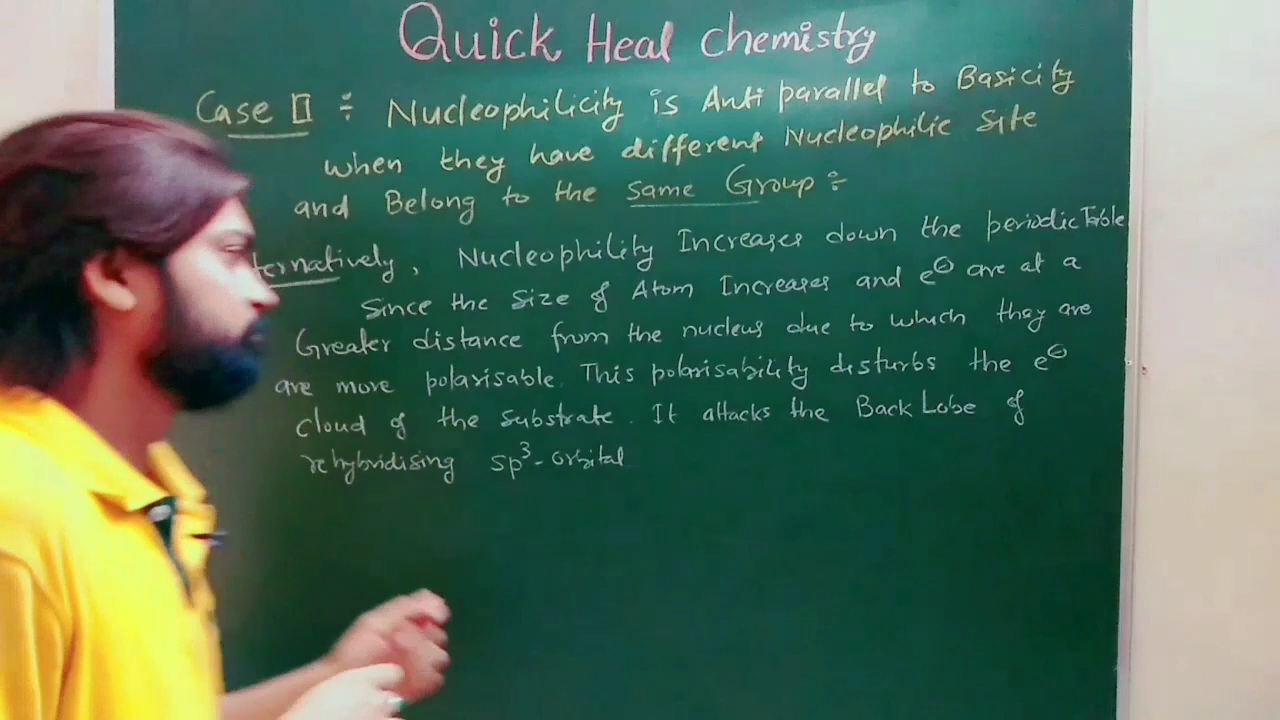 Quick Heal Chemistry
Case II ÷ Nucleophilicity is Anti parallel to Basicity
when they have different Nucleophilic Site
and Belong to the Same Group ÷
ternatively, Nucleophility Increases down the periodic Table
Since the Size of Atom Increases and e⊖ are at a
Greater distance from the nucleus due to which they are
are more polarisable. This polarisability disturbs the e⊖
cloud of the substrate. It attacks the Back Lobe of
rehybridising sp³-orbital